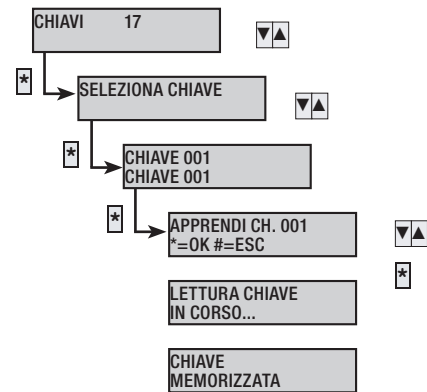 CHIAVI 17
▼▲
*
SELEZIONA CHIAVE
▼▲
*
CHIAVE 001
CHIAVE 001
*
APPRENDI CH. 001
*=OK #=ESC
▼▲
*
LETTURA CHIAVE
IN CORSO...
CHIAVE
MEMORIZZATA